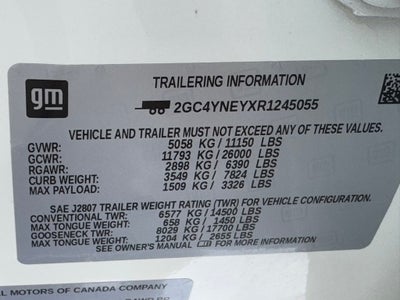 gm
TRAILERING INFORMATION
2GC4YNEYXR1245055
VEHICLE AND TRAILER MUST NOT EXCEED ANY OF THESE VALUES.
GVWR: 5058 KG / 11150 LBS
GCWR: 11793 KG / 26000 LBS
RGAWR: 2898 KG / 6390 LBS
CURB WEIGHT: 3549 KG / 7824 LBS
MAX PAYLOAD: 1509 KG / 3326 LBS
SAE J2807 TRAILER WEIGHT RATING (TWR) FOR VEHICLE CONFIGURATION.
CONVENTIONAL TWR: 6577 KG / 14500 LBS
MAX TONGUE WEIGHT: 658 KG / 1450 LBS
GOOSENECK TWR: 8029 KG / 17700 LBS
MAX TONGUE WEIGHT: 1204 KG / 2655 LBS
SEE OWNER'S MANUAL FOR MORE INFORMATION
MOTORS OF CANADA COMPANY